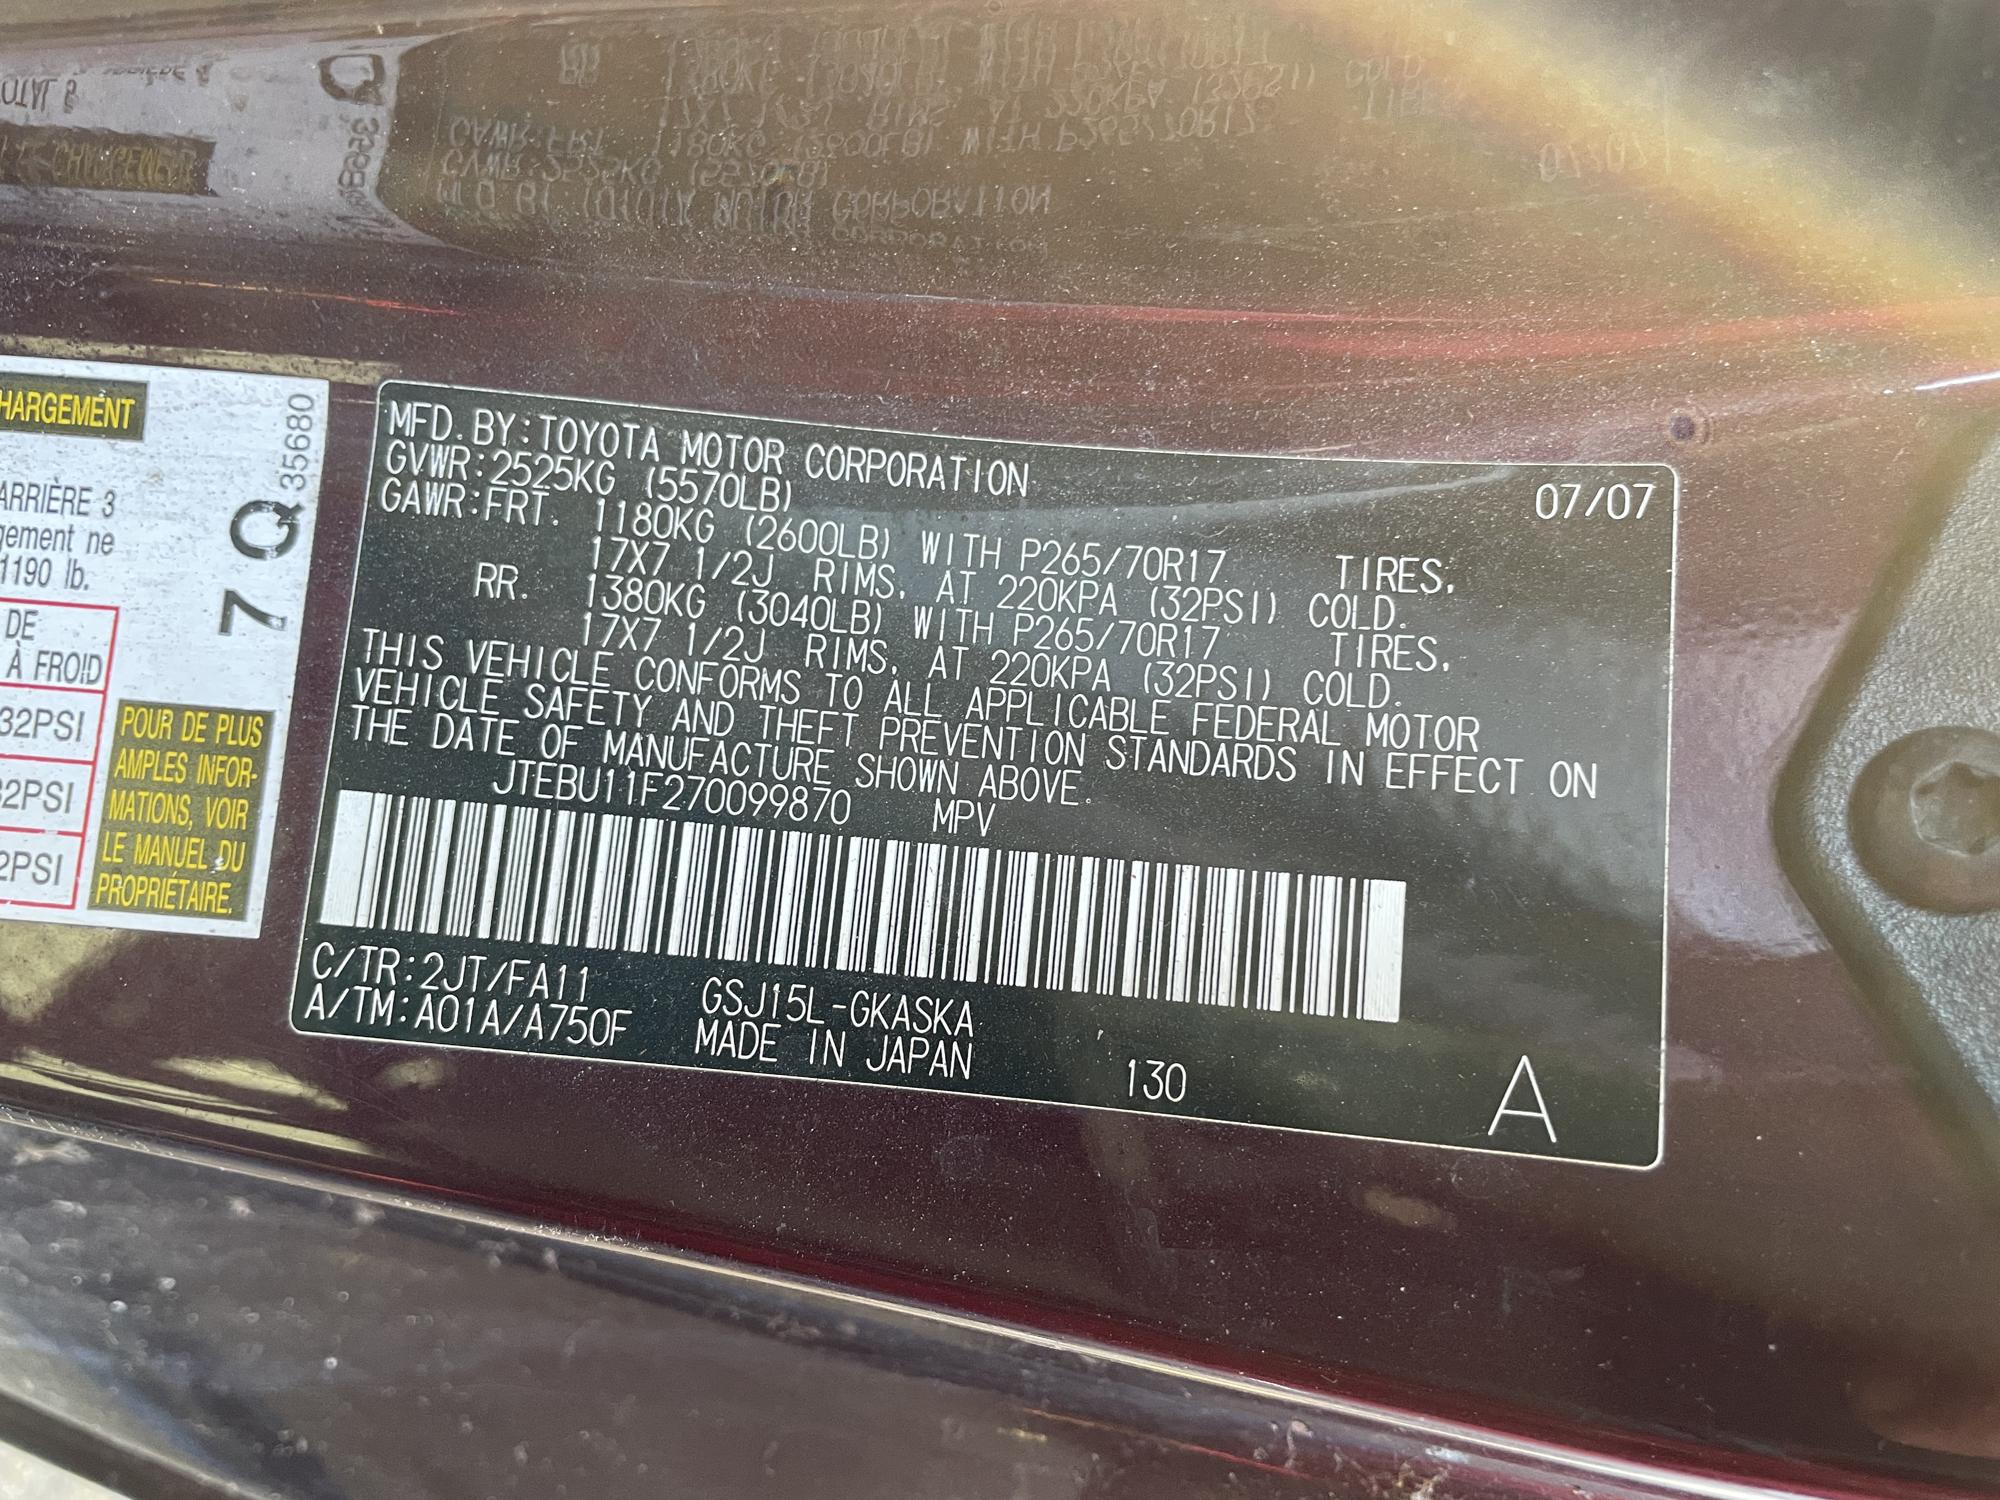 HARGEMENT
ARRIÈRE 3
gement ne
1190 lb.
DE
À FROID
32PSI
32PSI
2PSI
POUR DE PLUS
AMPLES INFOR-
MATIONS, VOIR
LE MANUEL DU
PROPRIÉTAIRE.
7 Q 35680
MFD. BY:TOYOTA MOTOR CORPORATION 07/07
GVWR:2525KG (5570LB)
GAWR:FRT. 1180KG (2600LB) WITH P265/70R17 TIRES,
17X7 1/2J RIMS, AT 220KPA (32PSI) COLD.
RR. 1380KG (3040LB) WITH P265/70R17 TIRES,
17X7 1/2J RIMS, AT 220KPA (32PSI) COLD.
THIS VEHICLE CONFORMS TO ALL APPLICABLE FEDERAL MOTOR
VEHICLE SAFETY AND THEFT PREVENTION STANDARDS IN EFFECT ON
THE DATE OF MANUFACTURE SHOWN ABOVE.
JTEBU11F270099870 MPV
C/TR:2JT/FA11 GSJ15L-GKASKA
A/TM:A01A/A750F MADE IN JAPAN 130 A